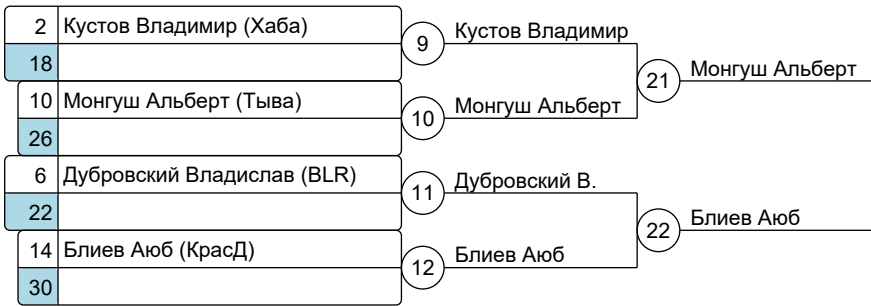 2 Кустов Владимир (Хаба)
18
9 Кустов Владимир
10 Монгуш Альберт (Тыва)
26
10 Монгуш Альберт
21 Монгуш Альберт
6 Дубровский Владислав (BLR)
22
11 Дубровский В.
14 Блиев Аюб (КрасД)
30
12 Блиев Аюб
22 Блиев Аюб